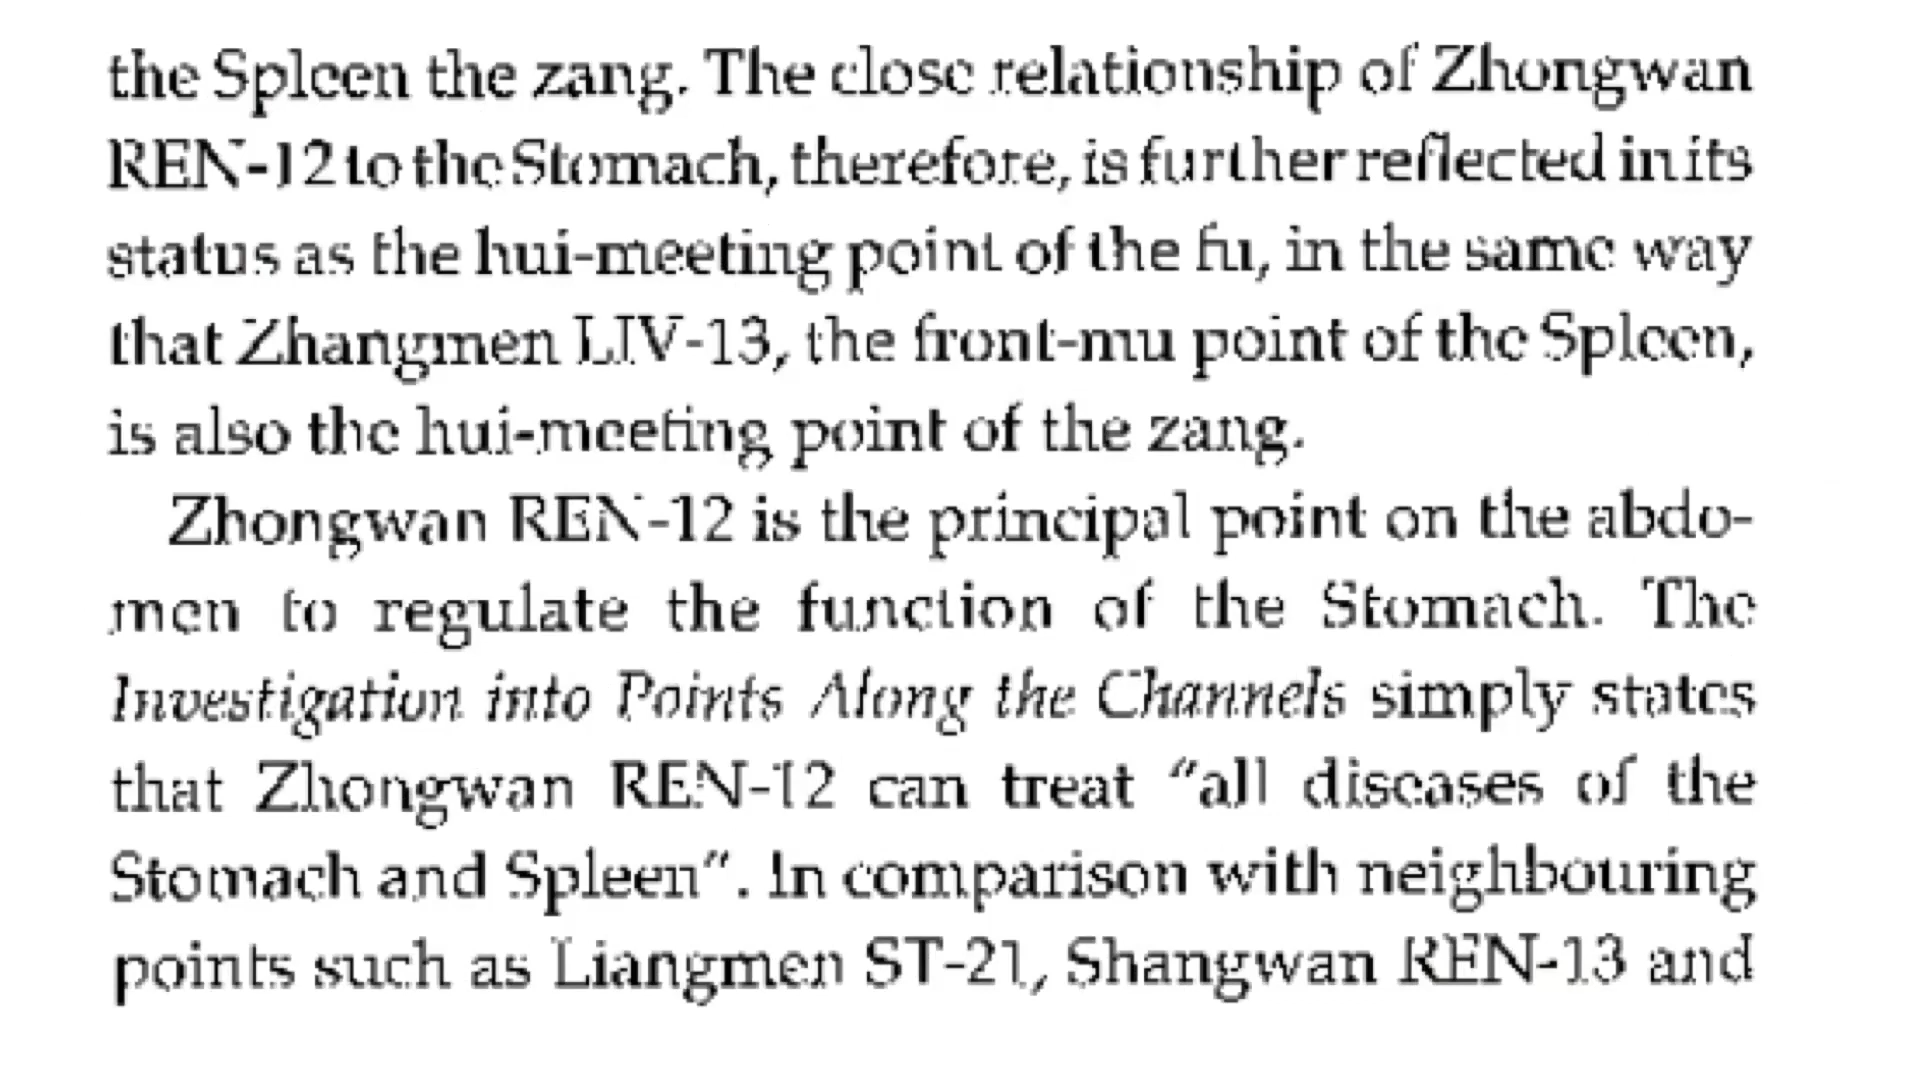 the Spleen the zang. The close relationship of Zhongwan
REN-12 to the Stomach, therefore, is further reflected in its
status as the hui-meeting point of the fu, in the same way
that Zhangmen LIV-13, the front-mu point of the Spleen,
is also the hui-meeting point of the zang.
Zhongwan REN-12 is the principal point on the abdo-
men to regulate the function of the Stomach. The
Investigation into Points Along the Channels simply states
that Zhongwan REN-12 can treat "all diseases of the
Stomach and Spleen". In comparison with neighbouring
points such as Liangmen ST-21, Shangwan REN-13 and